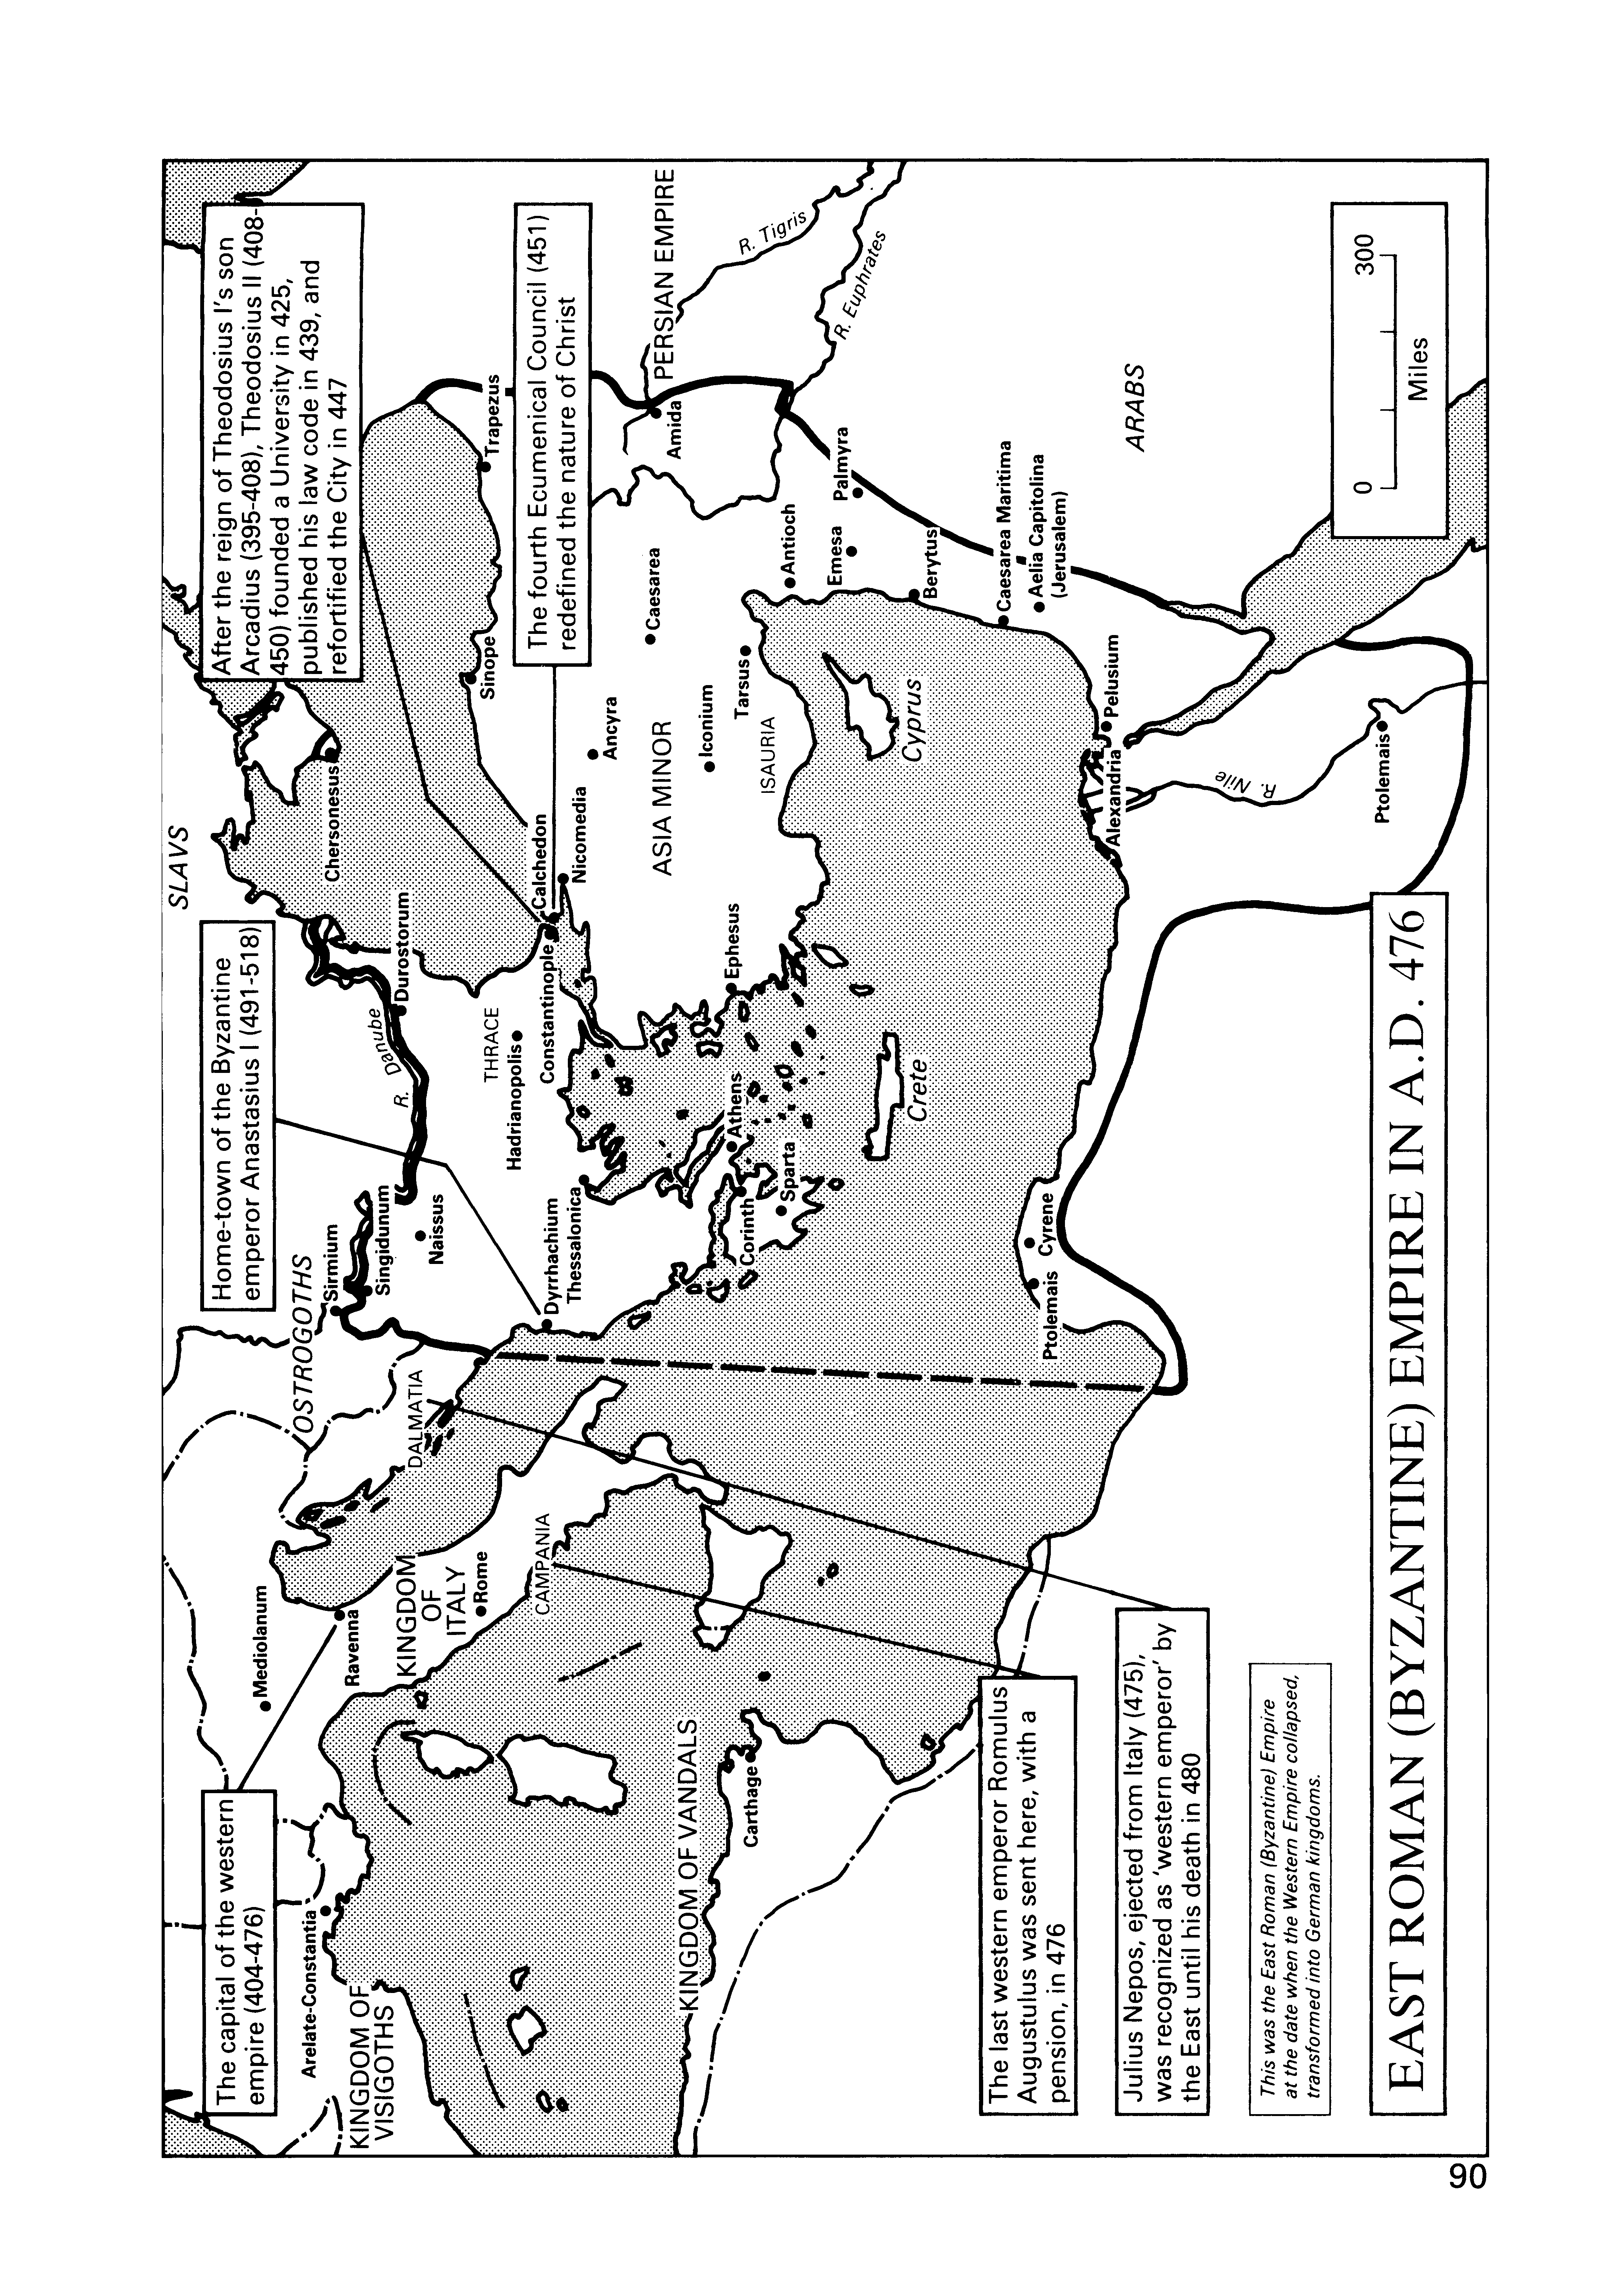 The capital of the western
empire (404-476)
Home-town of the Byzantine
emperor Anastasius I (491-518)
After the reign of Theodosius I's son
Arcadius (395-408), Theodosius II (408-
450) founded a University in 425,
published his law code in 439, and
refortified the City in 447
The fourth Ecumenical Council (451)
redefined the nature of Christ
SLAVS
OSTROGOTHS
Mediolanum
Ravenna
Arelate-Constantia
KINGDOM OF
VISIGOTHS
KINGDOM
OF
ITALY
Rome
CAMPANIA
DALMATIA
Sirmium
Singidunum
Naissus
R. Danube
Durostorum
Chersonesus
THRACE
Hadrianopolis
Constantinople
Calchedon
Nicomedia
Dyrrhachium
Thessalonica
Sinope
Trapezus
Ancyra
Caesarea
ASIA MINOR
Iconium
Tarsus
ISAURIA
Amida
PERSIAN EMPIRE
R. Tigris
R. Euphrates
Ephesus
Athens
Corinth
Sparta
Antioch
Emesa
Palmyra
Berytus
Cyprus
Crete
KINGDOM OF VANDALS
Carthage
Caesarea Maritima
Aelia Capitolina
(Jerusalem)
ARABS
Cyrene
Ptolemais
Alexandria
Pelusium
R. Nile
Ptolemais
The last western emperor Romulus
Augustulus was sent here, with a
pension, in 476
Julius Nepos, ejected from Italy (475),
was recognized as 'western emperor' by
the East until his death in 480
This was the East Roman (Byzantine) Empire
at the date when the Western Empire collapsed,
transformed into German kingdoms.
0 300
Miles
EAST ROMAN (BYZANTINE) EMPIRE IN A.D. 476
90